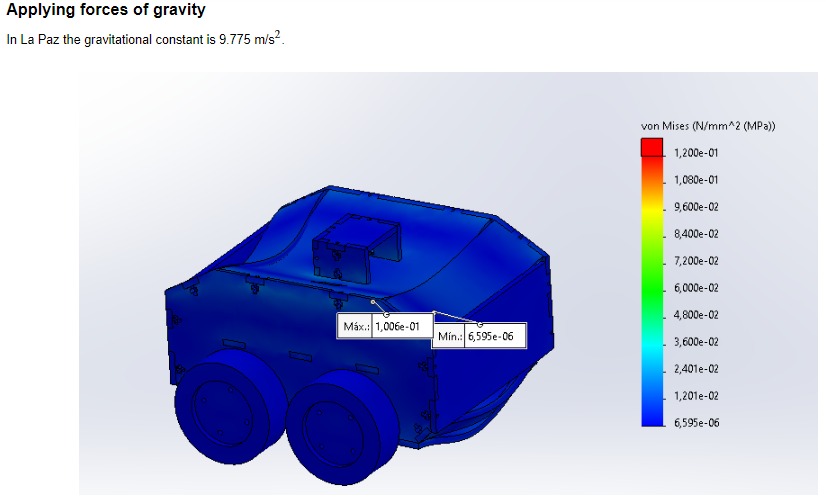 Applying forces of gravity
In La Paz the gravitational constant is 9.775 m/s².
von Mises (N/mm^2 (MPa))
1,200e-01
1,080e-01
9,600e-02
8,400e-02
7,200e-02
6,000e-02
4,800e-02
3,600e-02
2,401e-02
1,201e-02
6,595e-06
Máx.: 1,006e-01
Mín.: 6,595e-06